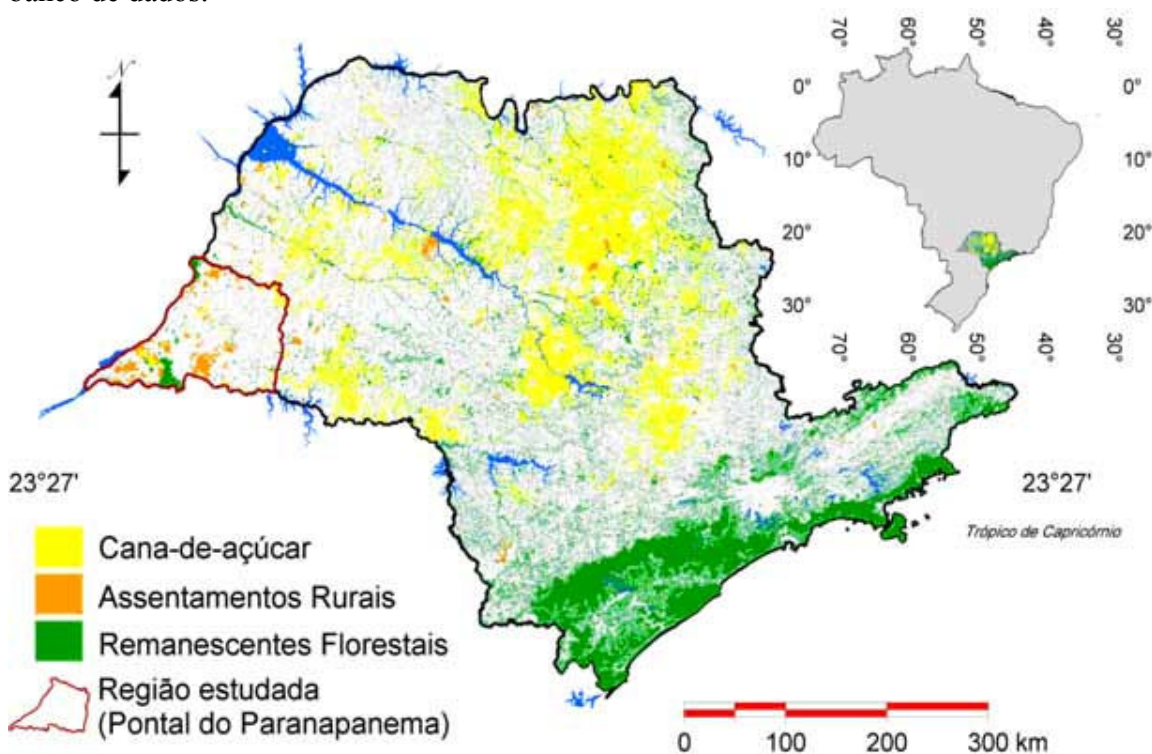 banco de dados.
N
70°
60°
50°
40°
30°
0°
0°
10°
10°
20°
20°
30°
30°
70°
60°
50°
40°
30°
23°27'
23°27'
Trópico de Capricórnio
Cana-de-açúcar
Assentamentos Rurais
Remanescentes Florestais
Região estudada
(Pontal do Paranapanema)
0 100 200 300 km